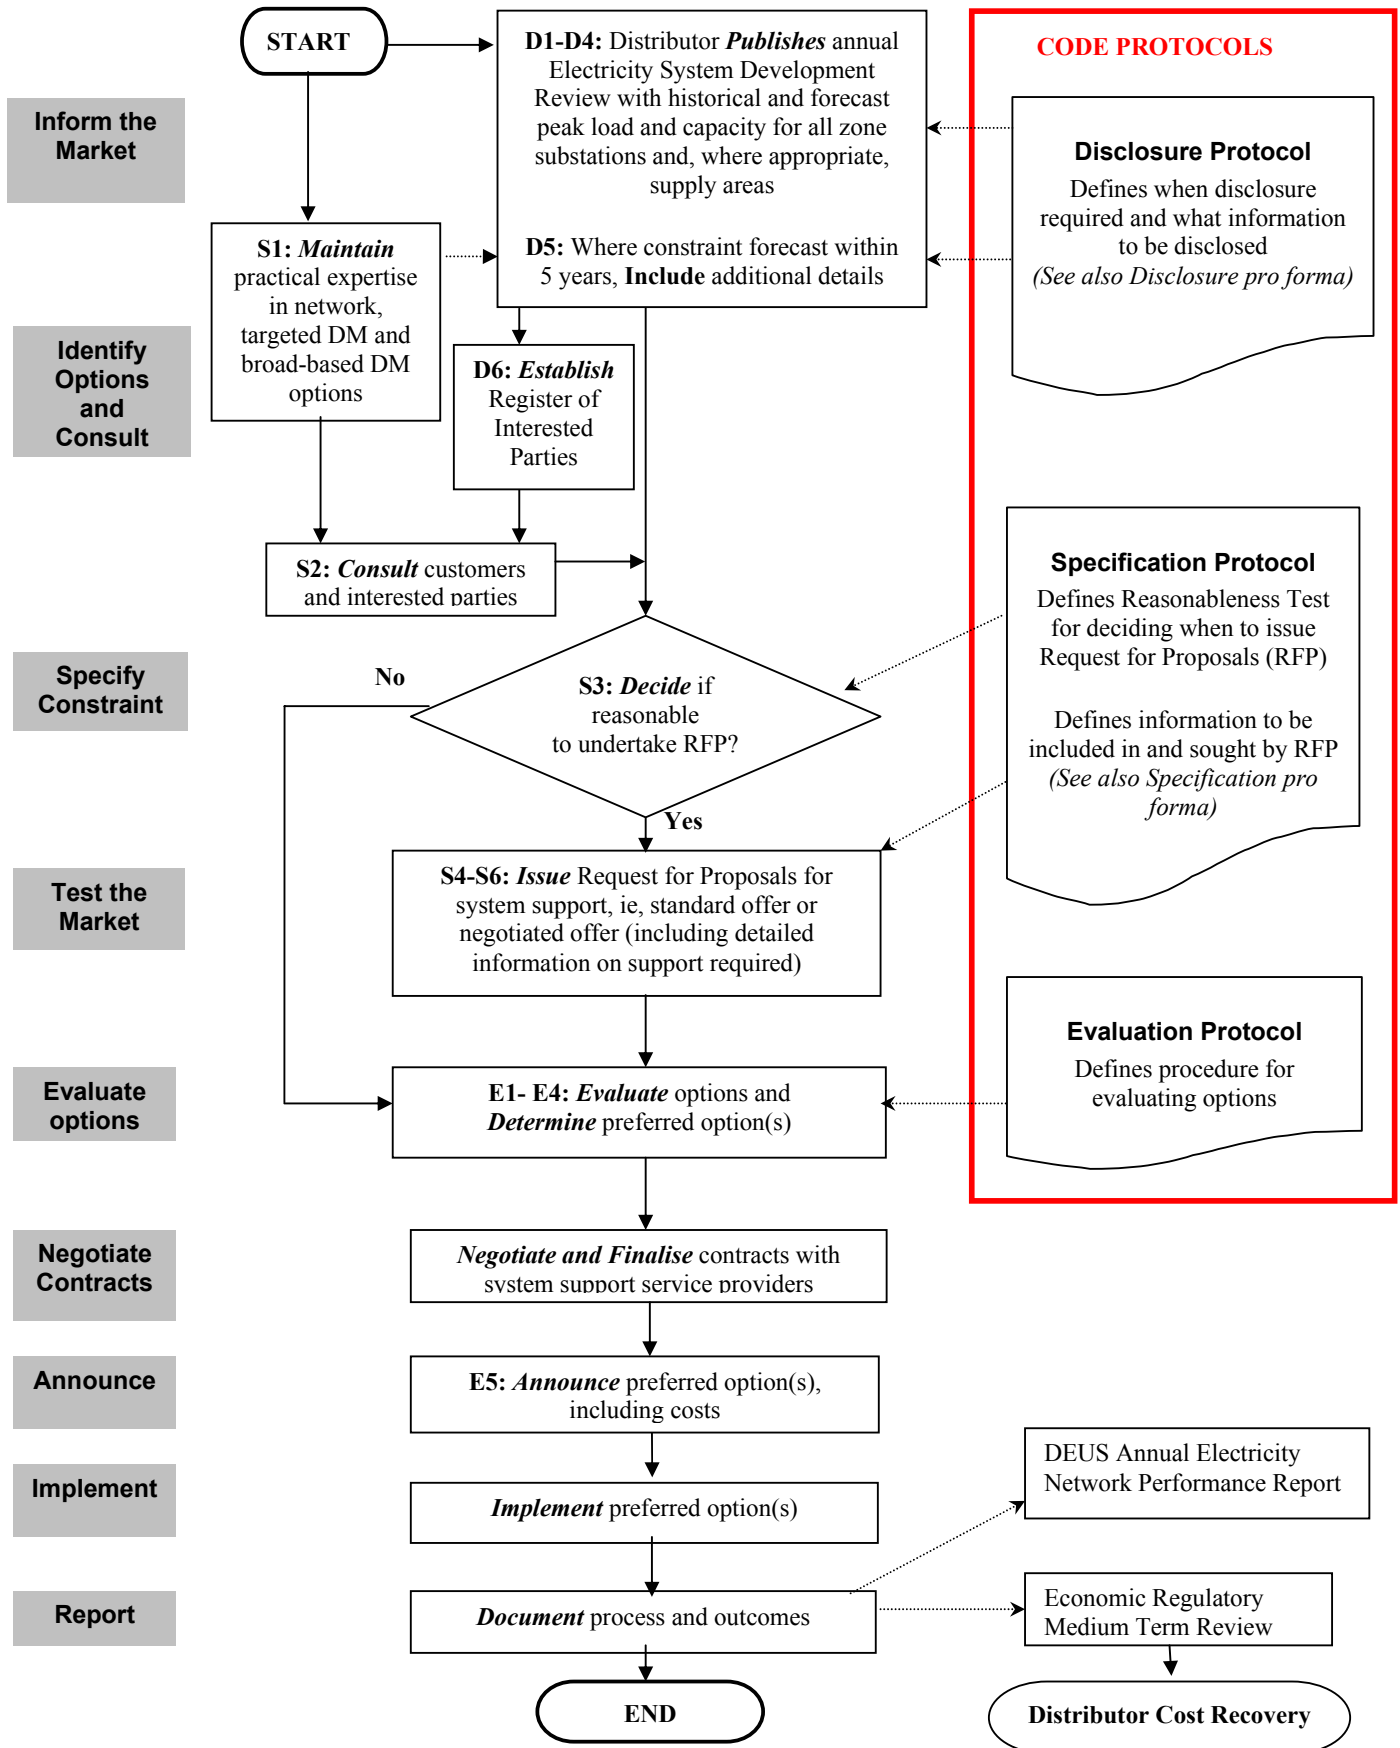 START
D1-D4: Distributor Publishes annual
Electricity System Development
Review with historical and forecast
peak load and capacity for all zone
substations and, where appropriate,
supply areas
D5: Where constraint forecast within
5 years, Include additional details
CODE PROTOCOLS
Inform the
Market
Disclosure Protocol
Defines when disclosure
required and what information
to be disclosed
(See also Disclosure pro forma)
S1: Maintain
practical expertise
in network,
targeted DM and
broad-based DM
options
Identify
Options
and
Consult
D6: Establish
Register of
Interested
Parties
S2: Consult customers
and interested parties
Specification Protocol
Defines Reasonableness Test
for deciding when to issue
Request for Proposals (RFP)
Defines information to be
included in and sought by RFP
(See also Specification pro
forma)
Specify
Constraint
No
S3: Decide if
reasonable
to undertake RFP?
Yes
Test the
Market
S4-S6: Issue Request for Proposals for
system support, ie, standard offer or
negotiated offer (including detailed
information on support required)
Evaluation Protocol
Defines procedure for
evaluating options
Evaluate
options
E1- E4: Evaluate options and
Determine preferred option(s)
Negotiate
Contracts
Negotiate and Finalise contracts with
system support service providers
Announce
E5: Announce preferred option(s),
including costs
DEUS Annual Electricity
Network Performance Report
Implement
Implement preferred option(s)
Report
Document process and outcomes
Economic Regulatory
Medium Term Review
END
Distributor Cost Recovery